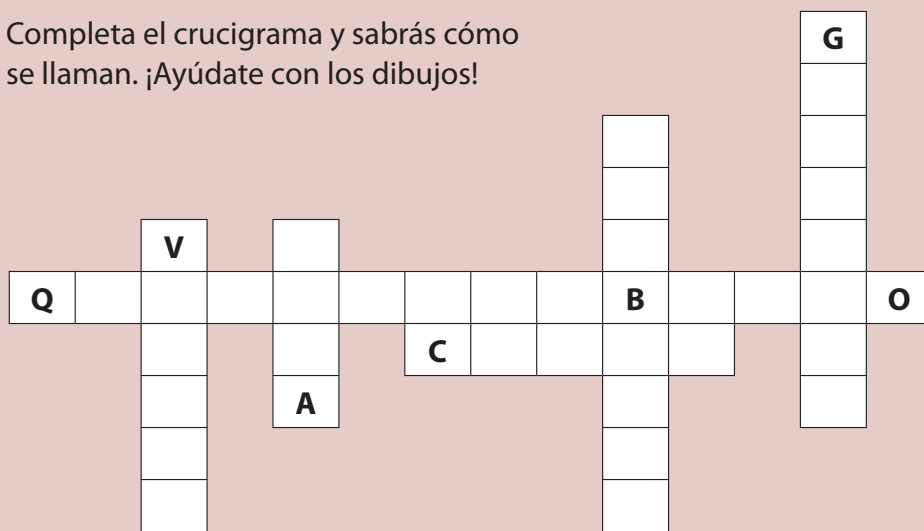 Completa el crucigrama y sabrás cómo
se llaman. ¡Ayúdate con los dibujos!
G
V
Q B O
C
A